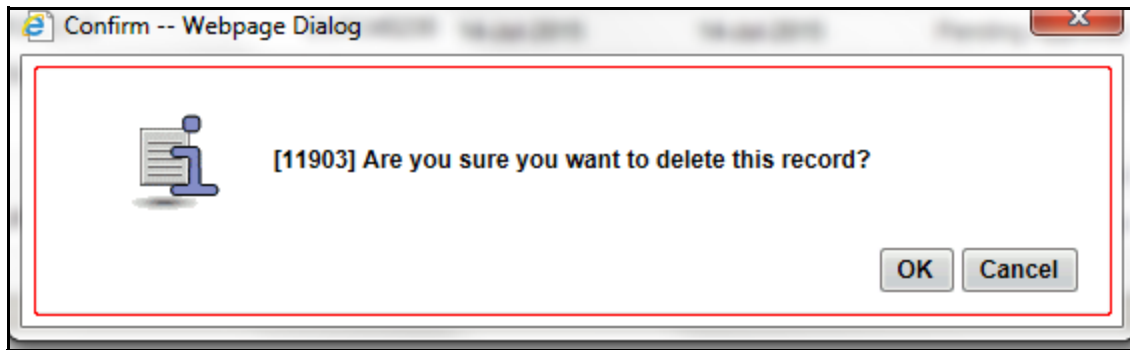 Confirm -- Webpage Dialog
[11903] Are you sure you want to delete this record?
OK Cancel